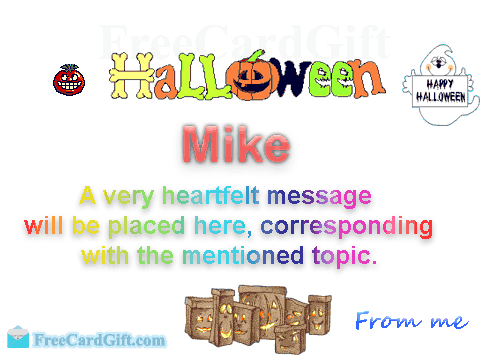 FreeCardGift
Halloween
HAPPY
HALLOWEEN
Mike
A very heartfelt message
will be placed here, corresponding
with the mentioned topic.
From me
FreeCardGift.com